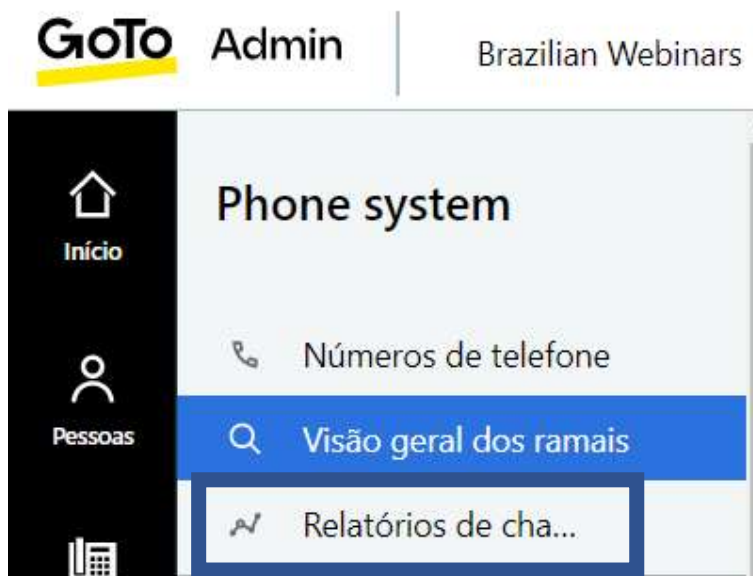 GoTo Admin
Brazilian Webinars
Início
Phone system
Números de telefone
Pessoas
Visão geral dos ramais
Relatórios de cha...